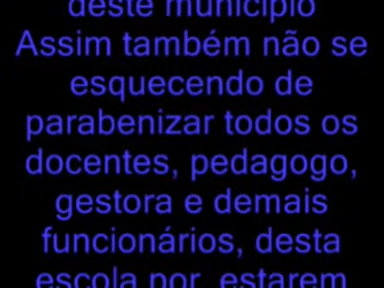 deste município
Assim também não se
esquecendo de
parabenizar todos os
docentes, pedagogo,
gestora e demais
funcionários, desta
escola por estarem